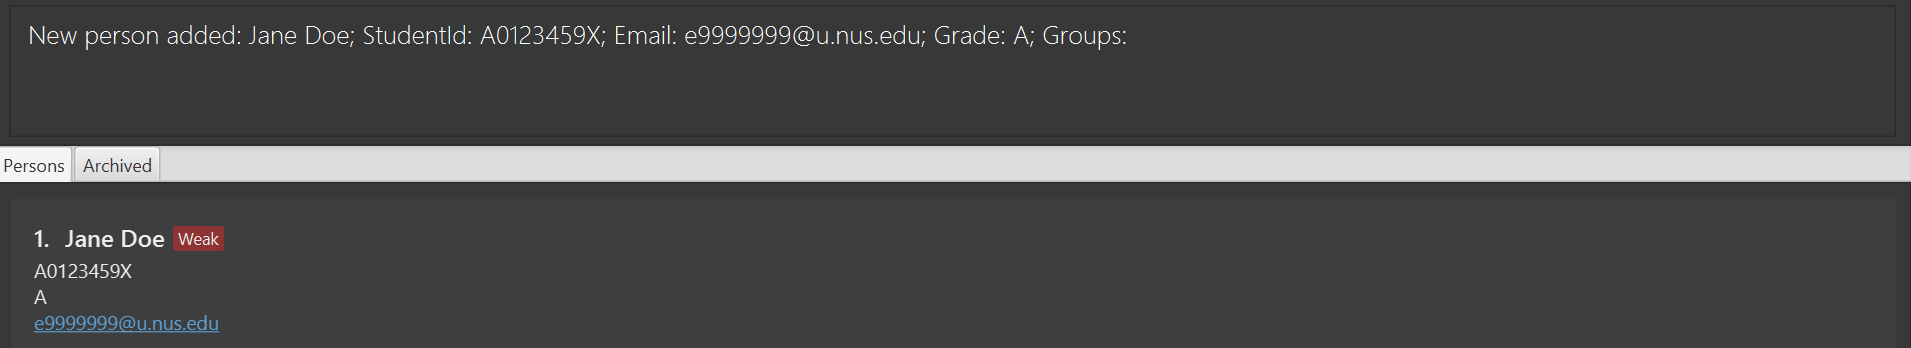 New person added: Jane Doe; StudentId: A0123459X; Email: e9999999@u.nus.edu; Grade: A; Groups:
Persons Archived
1. Jane Doe Weak
A0123459X
A
e9999999@u.nus.edu